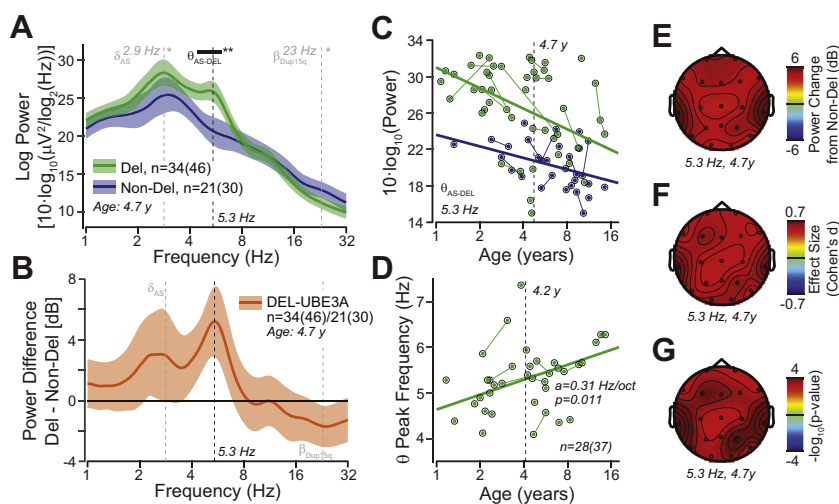 A
δAS 2.9 Hz *
θAS-DEL **
23 Hz *
βDup15q
Log Power
[10·log10(μV2/log2(Hz))]
30
25
20
15
10
Del, n=34(46)
Non-Del, n=21(30)
Age: 4.7 y
5.3 Hz
1 2 4 8 16 32
Frequency (Hz)
B
δAS
DEL-UBE3A
n=34(46)/21(30)
Age: 4.7 y
Power Difference
Del - Non-Del [dB]
8
4
0
-4
5.3 Hz
βDup15q
1 2 4 8 16 32
Frequency (Hz)
C
4.7 y
10·log10(Power)
34
30
26
22
18
14
θAS-DEL
5.3 Hz
1 2 4 8 16
Age (years)
D
4.2 y
θ Peak Frequency (Hz)
7
6
5
4
a=0.31 Hz/oct
p=0.011
n=28(37)
1 2 4 8 16
Age (years)
E
6
-6
Power Change
from Non-Del (dB)
5.3 Hz, 4.7y
F
0.7
-0.7
Effect Size
(Cohen's d)
5.3 Hz, 4.7y
G
4
-4
-log10(p-value)
5.3 Hz, 4.7y